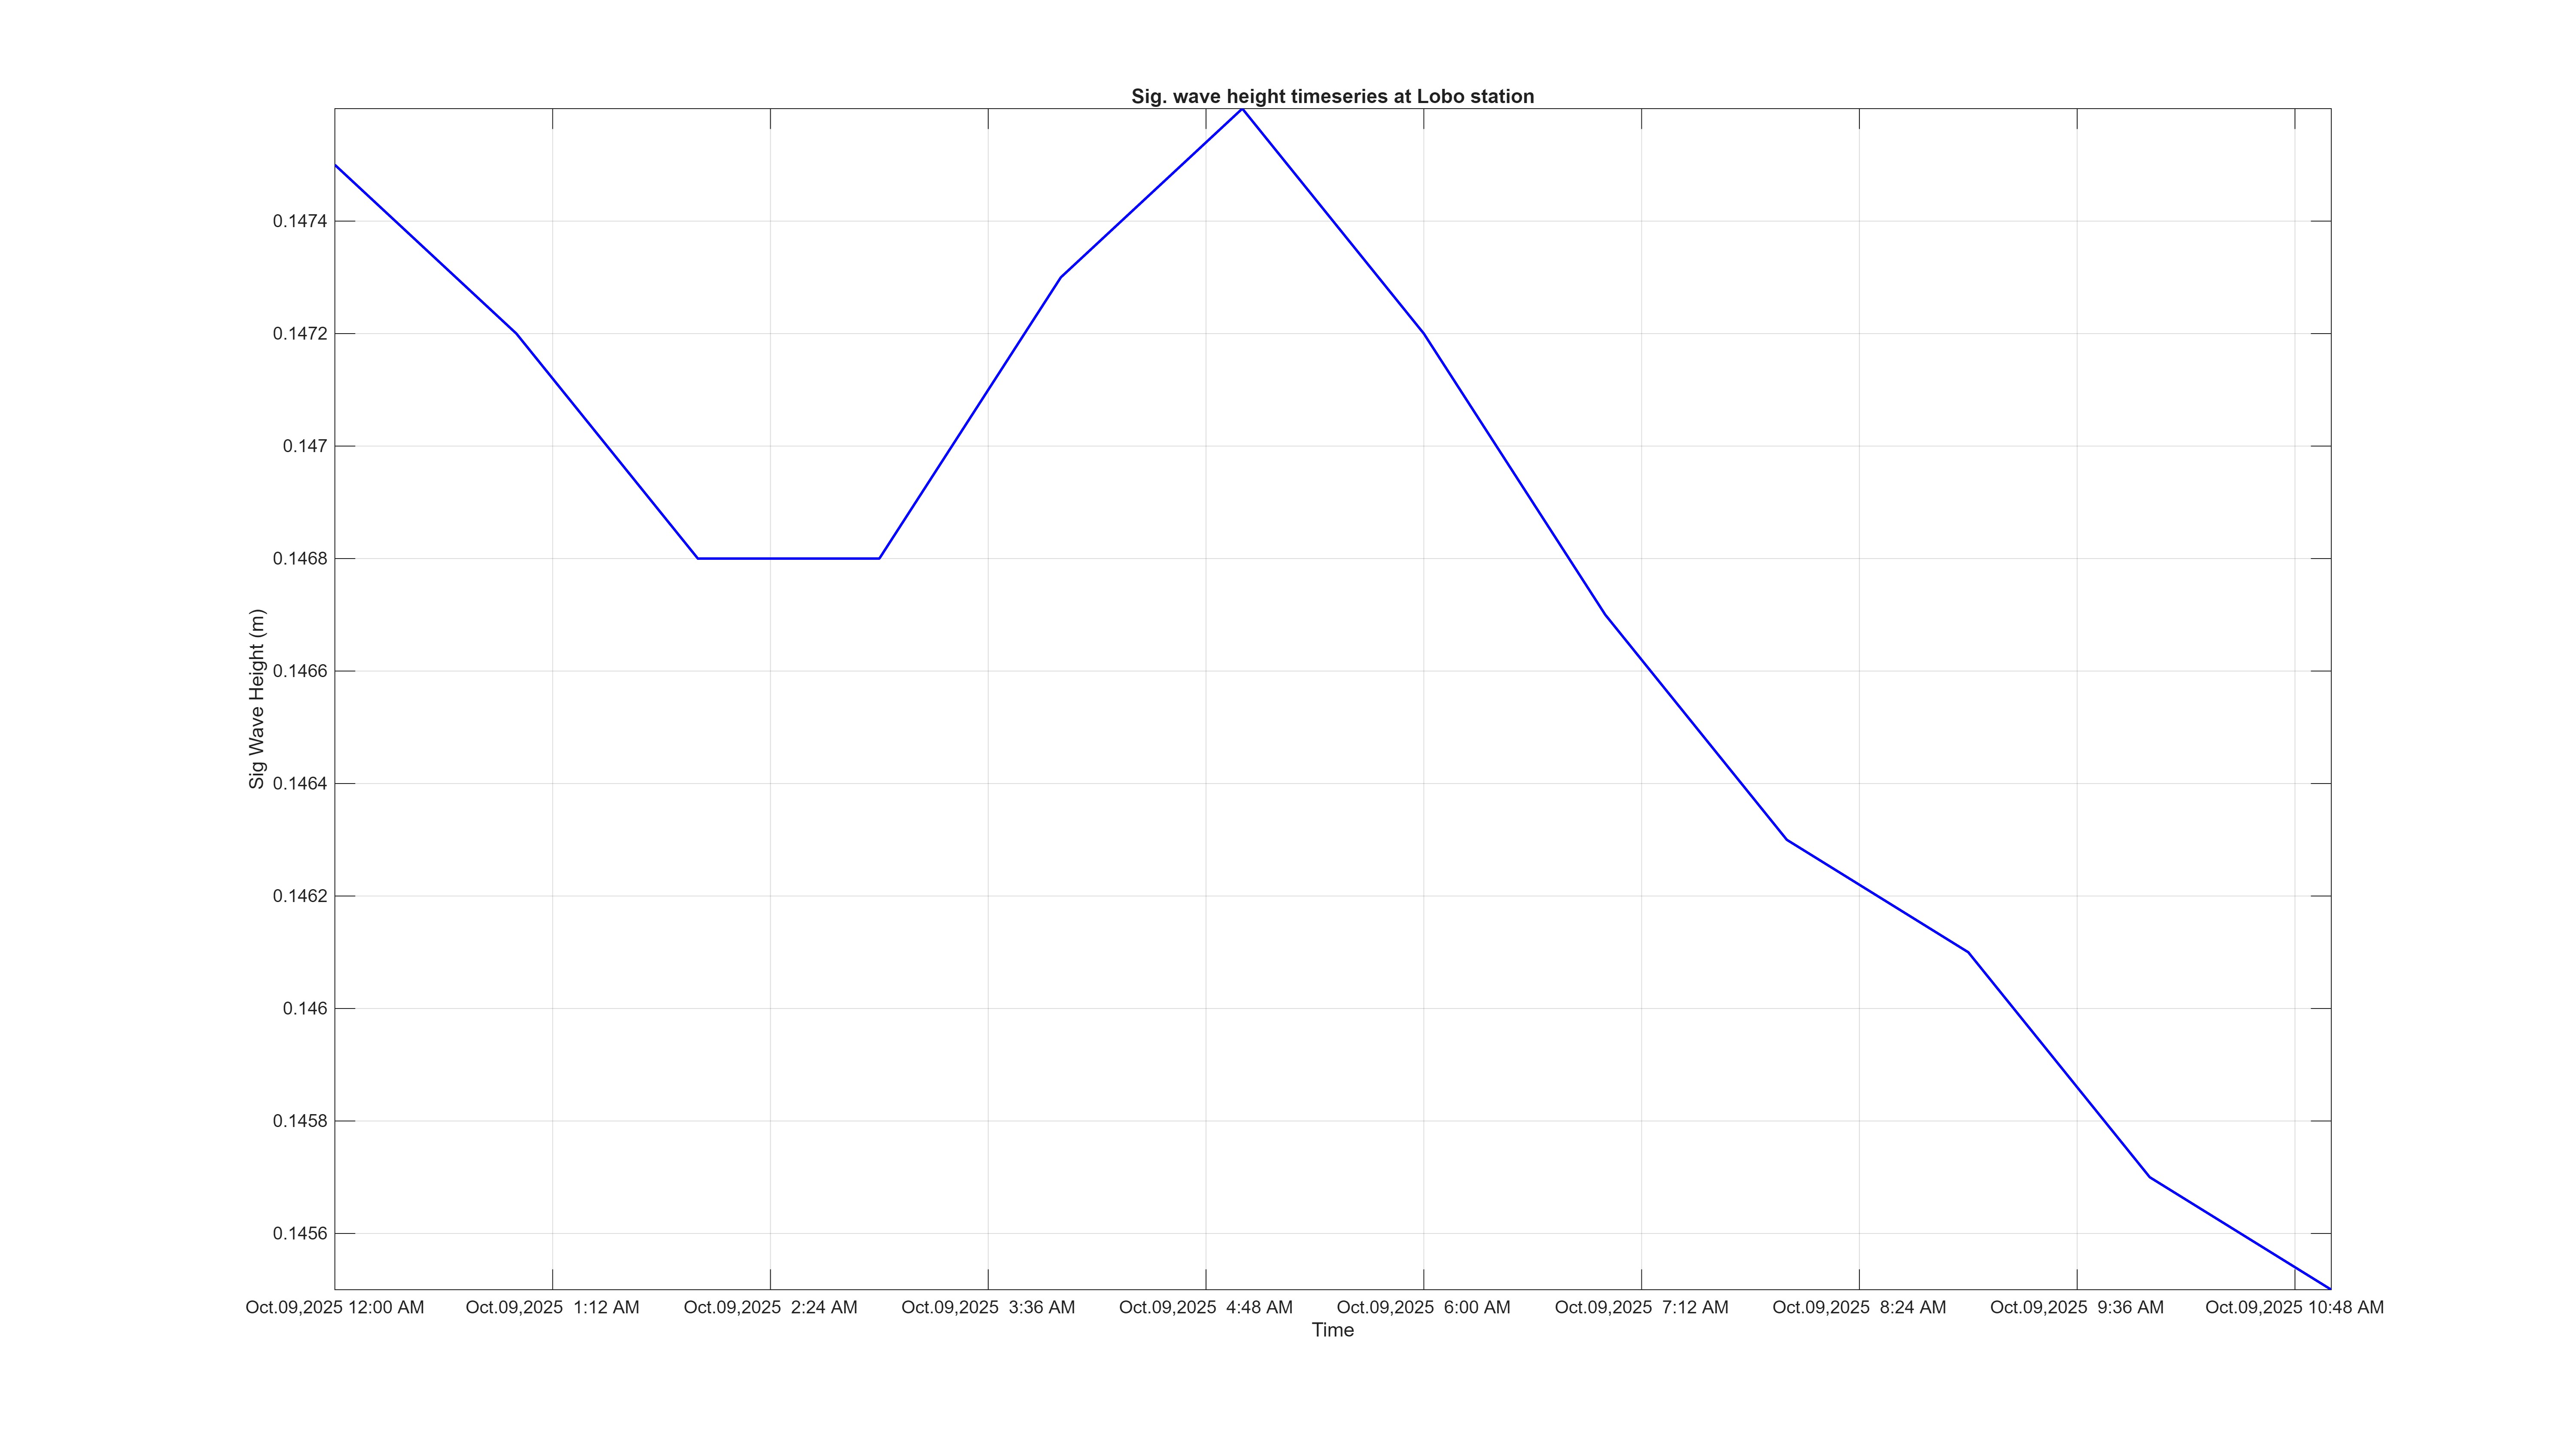 Sig. wave height timeseries at Lobo station
0.1474
0.1472
0.147
0.1468
0.1466
0.1464
0.1462
0.146
0.1458
0.1456
Sig Wave Height (m)
Oct.09,2025 12:00 AM
Oct.09,2025  1:12 AM
Oct.09,2025  2:24 AM
Oct.09,2025  3:36 AM
Oct.09,2025  4:48 AM
Oct.09,2025  6:00 AM
Oct.09,2025  7:12 AM
Oct.09,2025  8:24 AM
Oct.09,2025  9:36 AM
Oct.09,2025 10:48 AM
Time